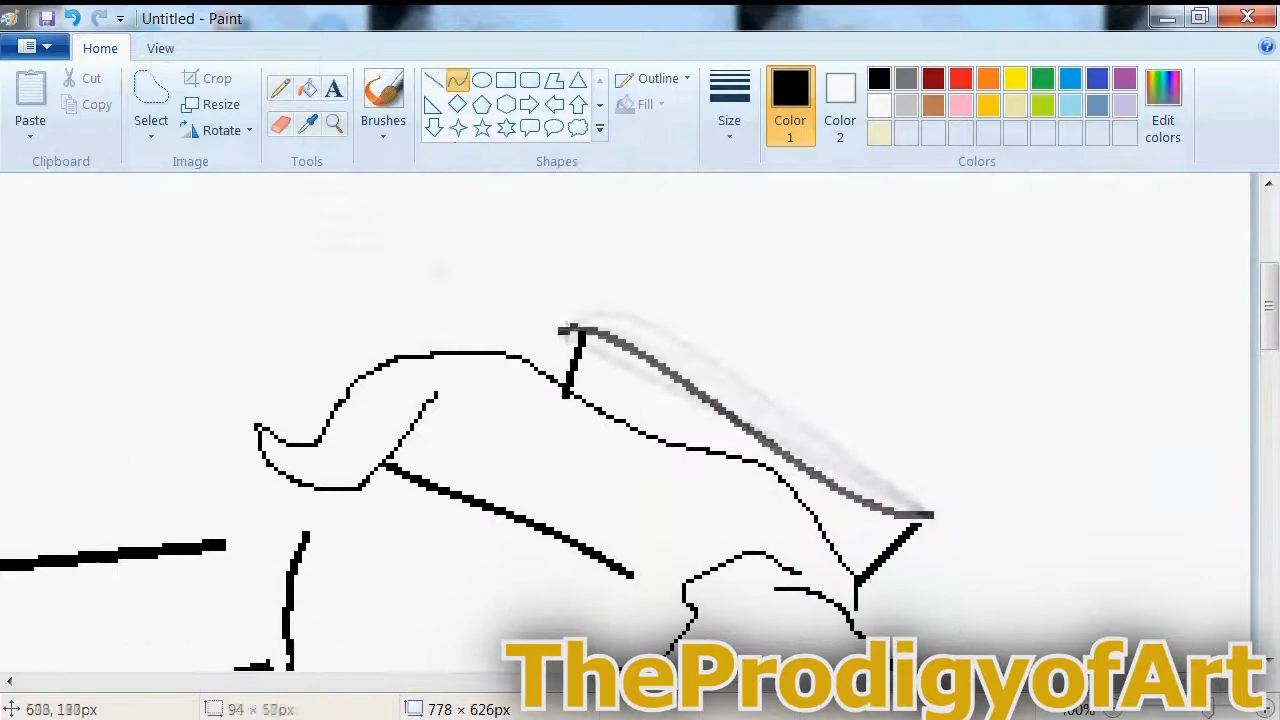 Untitled - Paint
Home View
Paste
Cut
Copy
Clipboard
Select
Crop
Resize
Rotate
Image
A
Tools
Brushes
Outline
Fill
Shapes
Size
Color 1
Color 2
Edit colors
Colors
TheProdigyofArt
778 × 626px
100%